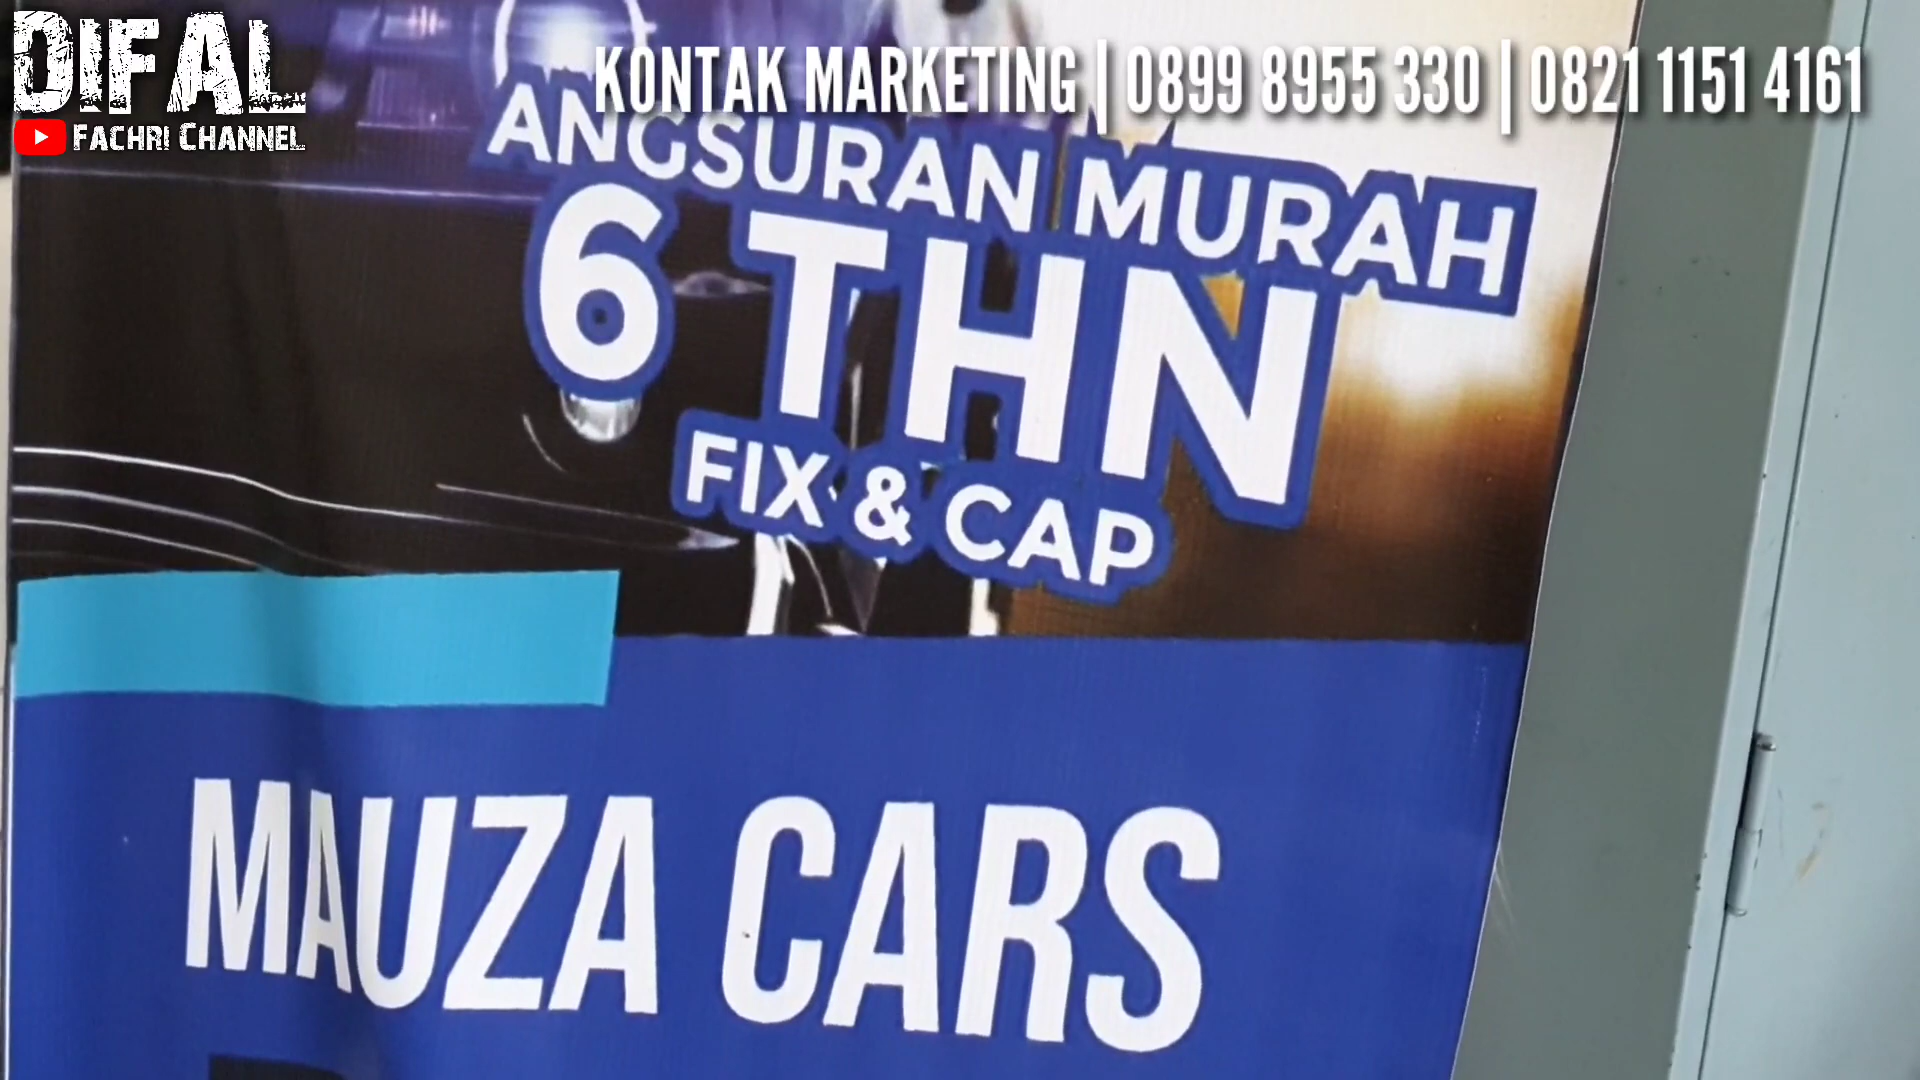 DIFAL
FACHRI CHANNEL
KONTAK MARKETING | 0899 8955 330 | 0821 1151 4161
ANGSURAN MURAH
6 THN
FIX & CAP
MAUZA CARS